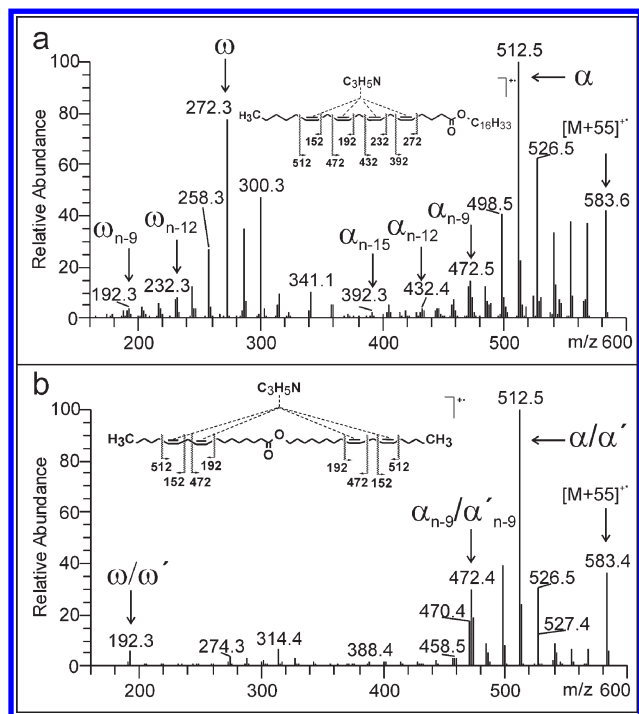 a
ω
512.5
α
[M+55]+·
583.6
100
80
60
40
20
0
Relative Abundance
272.3
C3H5N
H3C
O
O
C16H33
+·
152
192
232
272
512
472
432
392
526.5
498.5
300.3
258.3
ωn-9
ωn-12
192.3
232.3
341.1
αn-15
αn-12
αn-9
392.3
432.4
472.5
200
300
400
500
m/z
600
b
C3H5N
+·
512.5
α/α´
[M+55]+·
583.4
100
80
60
40
20
0
Relative Abundance
H3C
O
O
CH3
512
192
152
472
192
512
472
152
αn-9/α´n-9
472.4
470.4
458.5
526.5
527.4
ω/ω´
192.3
274.3
314.4
388.4
200
300
400
500
m/z
600